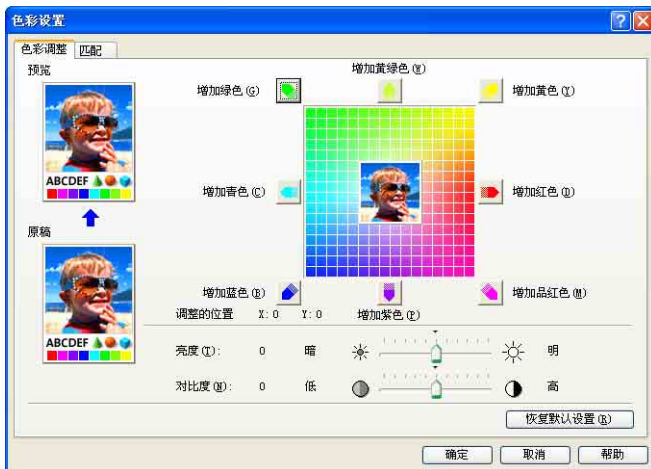 色彩设置
色彩调整 匹配
预览
增加黄绿色(W)
增加绿色(G)
增加黄色(Y)
ABCDEF
增加青色(C)
增加红色(D)
原稿
增加蓝色(B)
增加品红色(M)
调整的位置 X: 0 Y: 0 增加紫色(P)
ABCDEF
亮度(T): 0 暗 明
对比度(N): 0 低 高
恢复默认设置(R)
确定 取消 帮助